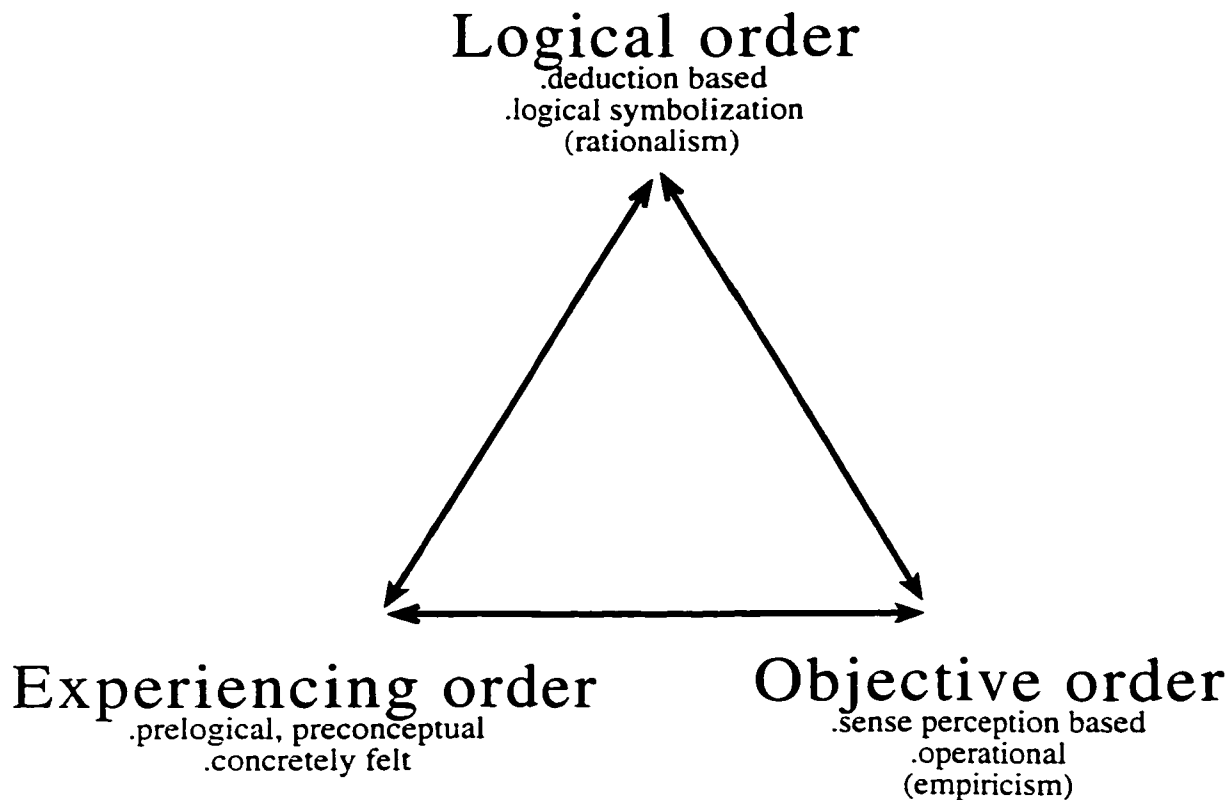 Logical order
.deduction based
.logical symbolization
(rationalism)
Experiencing order
.prelogical, preconceptual
.concretely felt
Objective order
.sense perception based
.operational
(empiricism)